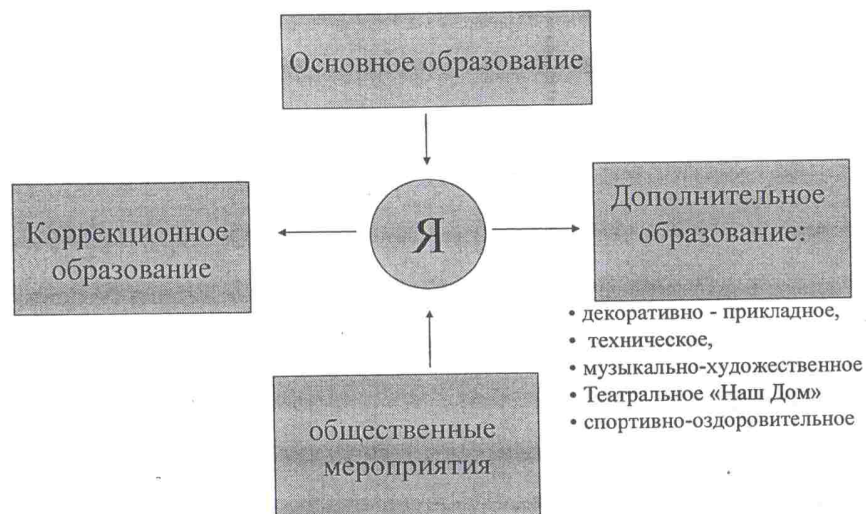 Основное образование
Коррекционное
образование
Я
Дополнительное
образование:
• декоративно - прикладное,
• техническое,
• музыкально-художественное
• Театральное «Наш Дом»
• спортивно-оздоровительное
общественные
мероприятия